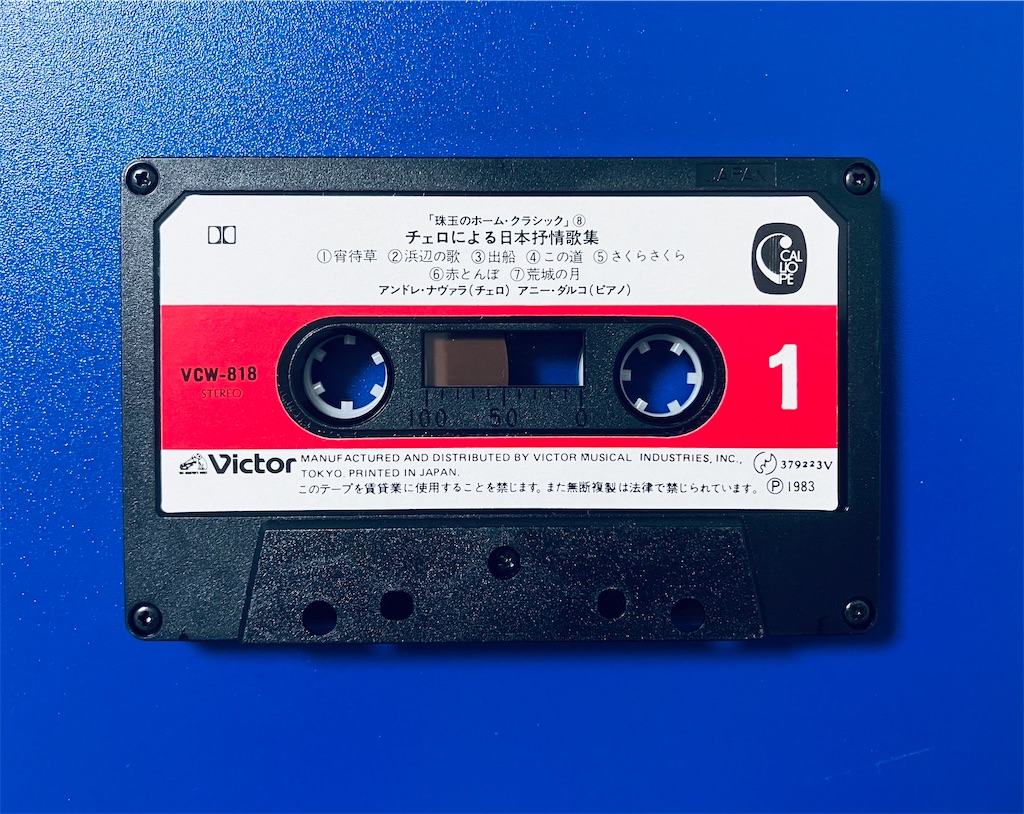 JAPAN
「珠玉のホーム・クラシック」⑧
チェロによる日本抒情歌集
①宵待草 ②浜辺の歌 ③出船 ④この道 ⑤さくらさくら
⑥赤とんぼ ⑦荒城の月
アンドレ・ナヴァラ(チェロ) アニー・ダルコ(ピアノ)
CAL
LIO
PE
VCW-818
STEREO
1
100 50 0
Victor
MANUFACTURED AND DISTRIBUTED BY VICTOR MUSICAL INDUSTRIES, INC.,
TOKYO. PRINTED IN JAPAN.
このテープを賃貸業に使用することを禁じます。また無断複製は法律で禁じられています。
379223V
Ⓟ1983